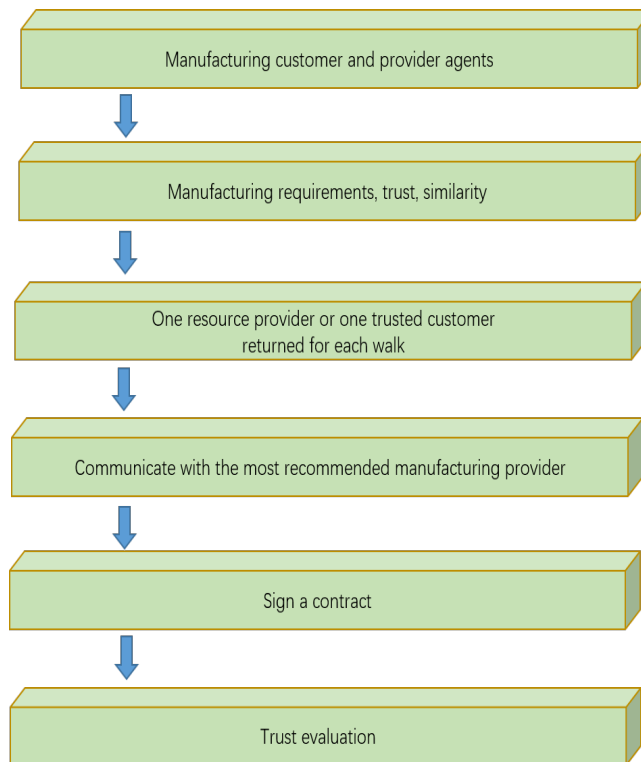 Manufacturing customer and provider agents
Manufacturing requirements, trust, similarity
One resource provider or one trusted customer
returned for each walk
Communicate with the most recommended manufacturing provider
Sign a contract
Trust evaluation